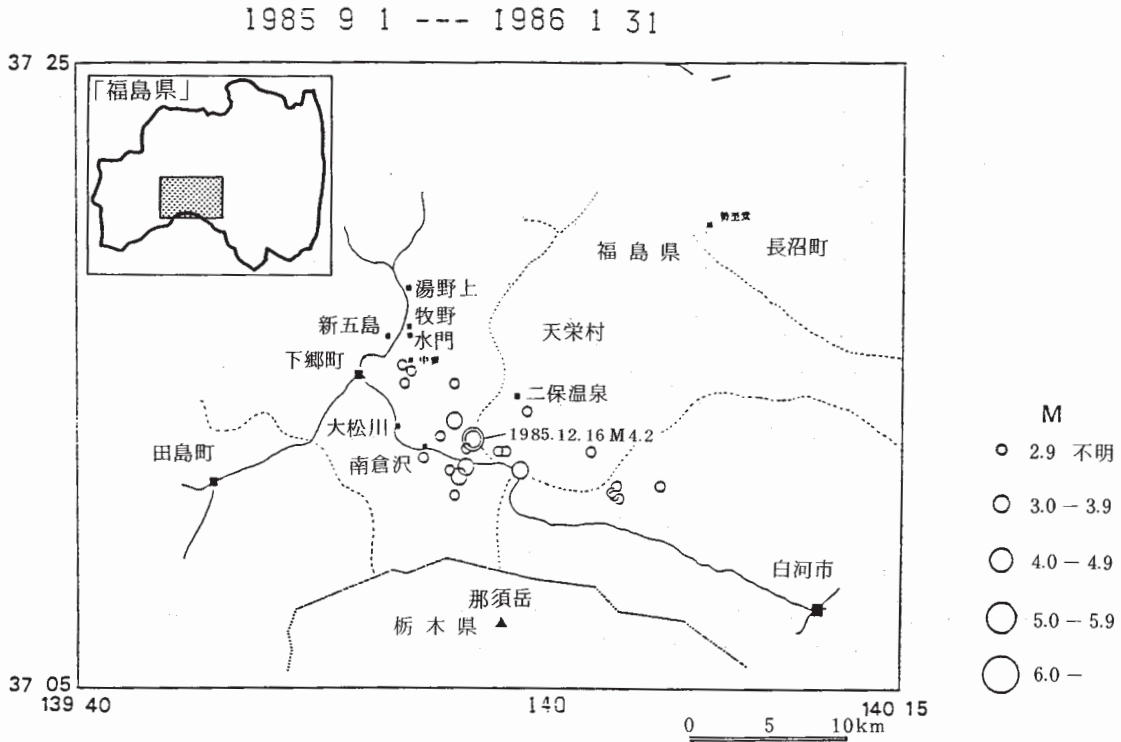 1985 9 1 --- 1986 1 31
37 25
「福島県」
勢至堂
福島県
長沼町
湯野上
牧野
新五島
水門
天栄村
下郷町
二保温泉
大松川
1985.12.16 M 4.2
田島町
南倉沢
白河市
那須岳
栃木県
37 05
139 40
140
140 15
0 5 10km
M
2.9 不明
3.0 - 3.9
4.0 - 4.9
5.0 - 5.9
6.0 -